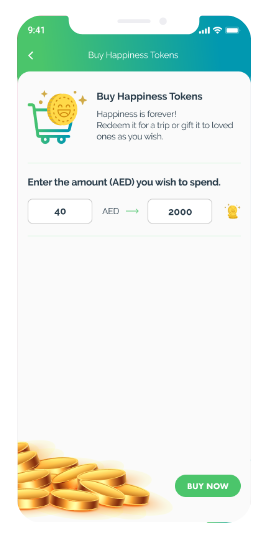 9:41
Buy Happiness Tokens
Buy Happiness Tokens
Happiness is forever!
Redeem it for a trip or gift it to loved
ones as you wish.
Enter the amount (AED) you wish to spend.
40 AED → 2000
BUY NOW